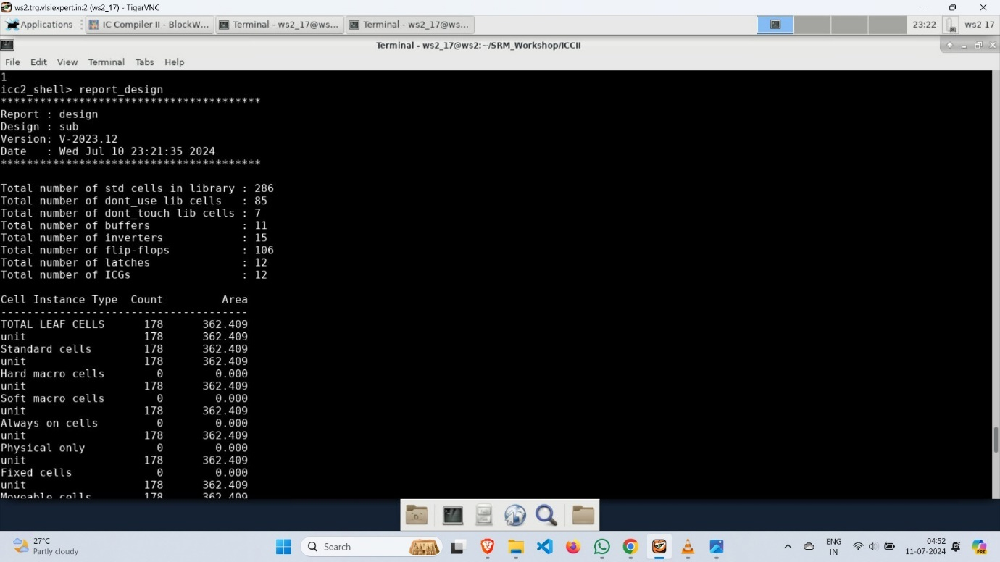 ws2.trg.vlsiexpert.in:2 (ws2_17) - TigerVNC
Applications
IC Compiler II - BlockW...
Terminal - ws2_17@ws...
Terminal - ws2_17@ws...
23:22
ws2 17
Terminal - ws2_17@ws2:~/SRM_Workshop/ICCII
File Edit View Terminal Tabs Help
1
icc2_shell> report_design
****************************************
Report : design
Design : sub
Version: V-2023.12
Date   : Wed Jul 10 23:21:35 2024
****************************************
Total number of std cells in library : 286
Total number of dont_use lib cells   : 85
Total number of dont_touch lib cells : 7
Total number of buffers              : 11
Total number of inverters            : 15
Total number of flip-flops           : 106
Total number of latches              : 12
Total number of ICGs                 : 12
Cell Instance Type  Count         Area
--------------------------------------
TOTAL LEAF CELLS      178      362.409
unit                  178      362.409
Standard cells        178      362.409
unit                  178      362.409
Hard macro cells        0        0.000
unit                  178      362.409
Soft macro cells        0        0.000
unit                  178      362.409
Always on cells         0        0.000
unit                  178      362.409
Physical only           0        0.000
unit                  178      362.409
Fixed cells             0        0.000
unit                  178      362.409
Moveable cells        178      362.409
27°C
Partly cloudy
Search
ENG
IN
04:52
11-07-2024
PRE